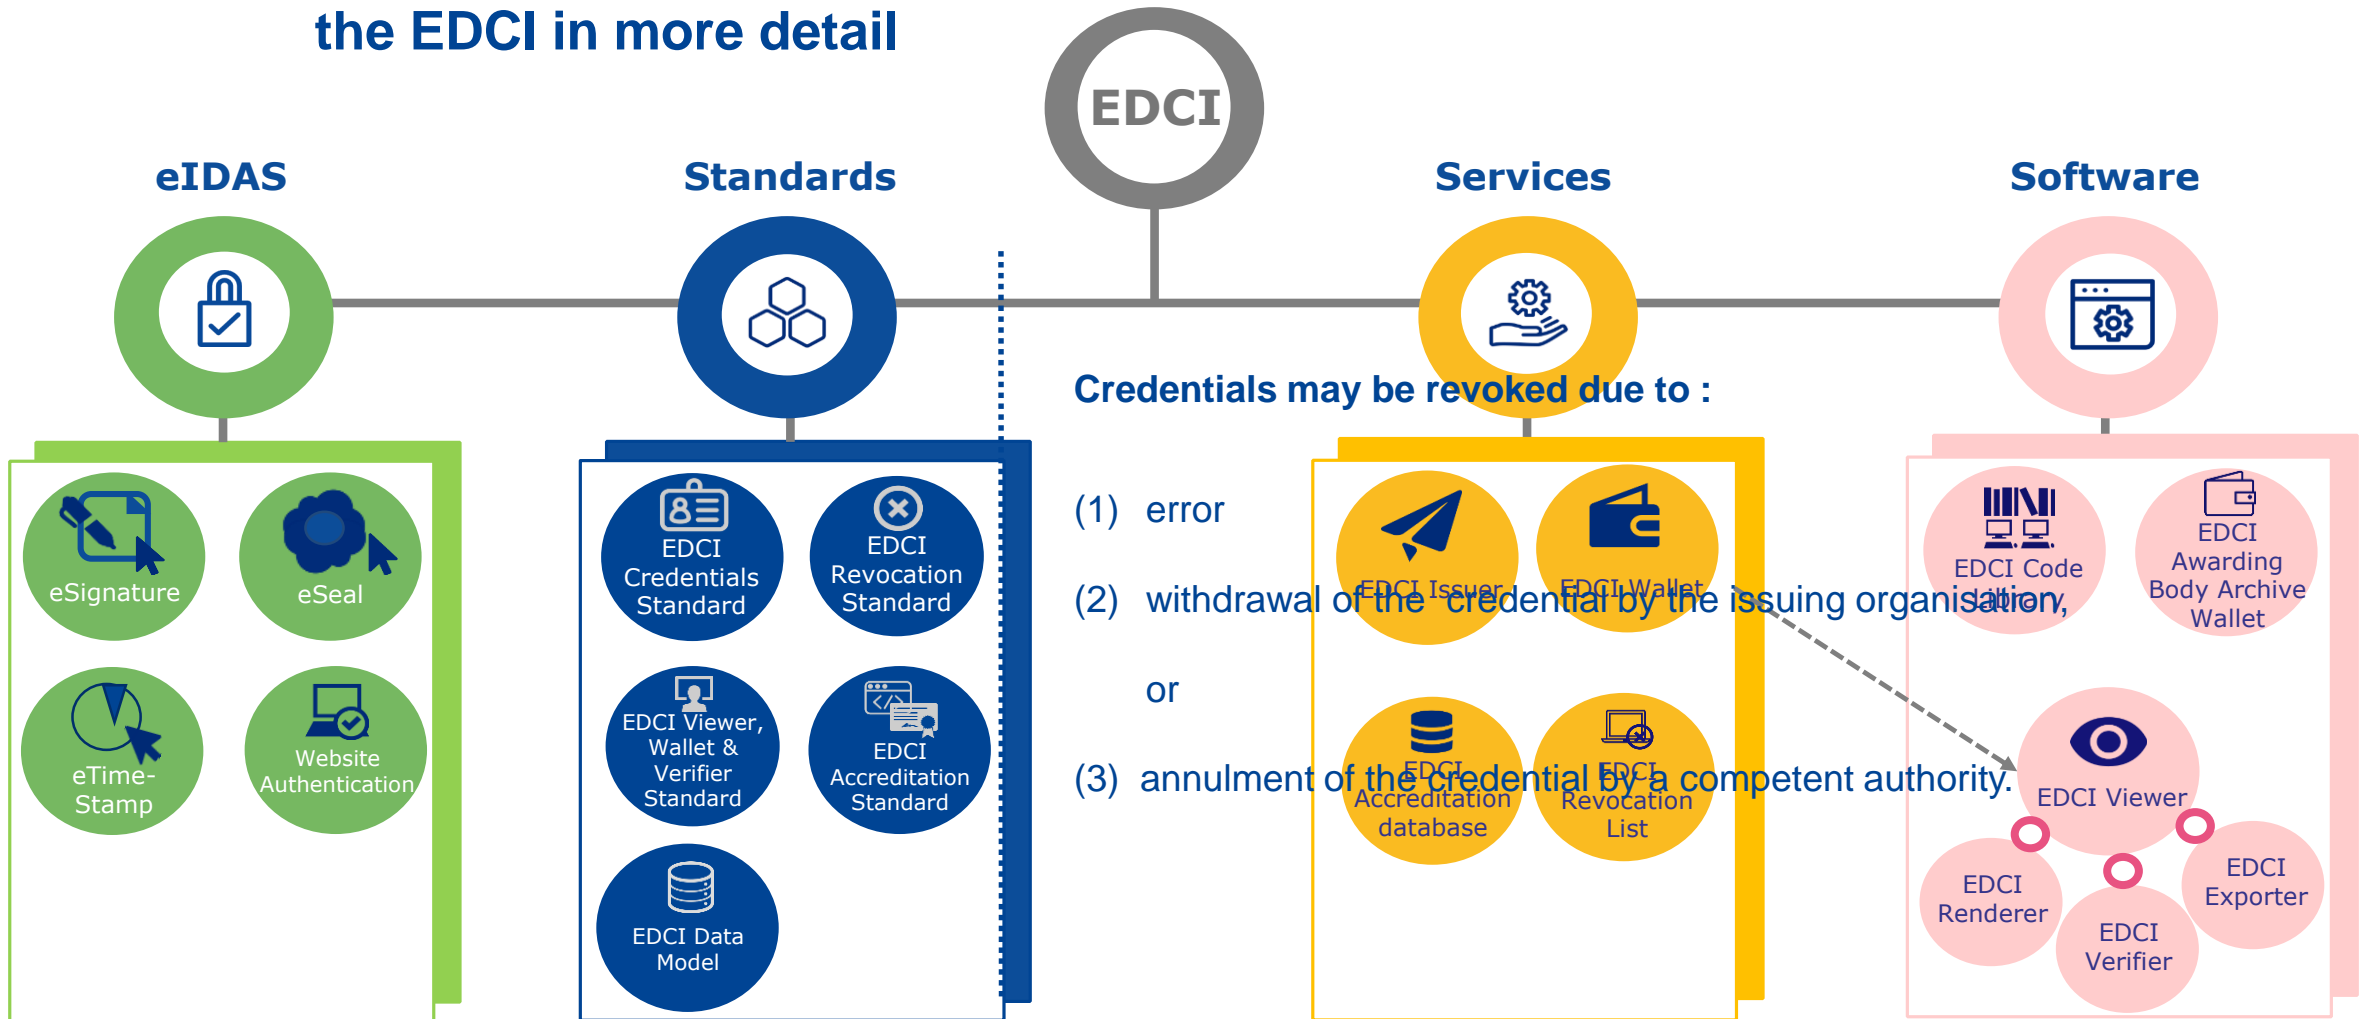 the EDCI in more detail
EDCI
eIDAS
Standards
Services
Software
eSignature
eSeal
eTime-
Stamp
Website
Authentication
EDCI
Credentials
Standard
EDCI
Revocation
Standard
EDCI Viewer,
Wallet &
Verifier
Standard
EDCI
Accreditation
Standard
EDCI Data
Model
Credentials may be revoked due to :
(1) error
(2) withdrawal of the credential by the issuing organisation,
or
(3) annulment of the credential by a competent authority.
EDCI Issuer
EDCI Wallet
EDCI
Accreditation
database
EDCI
Revocation
List
EDCI Code
Library
EDCI
Awarding
Body Archive
Wallet
EDCI Viewer
EDCI
Renderer
EDCI
Verifier
EDCI
Exporter